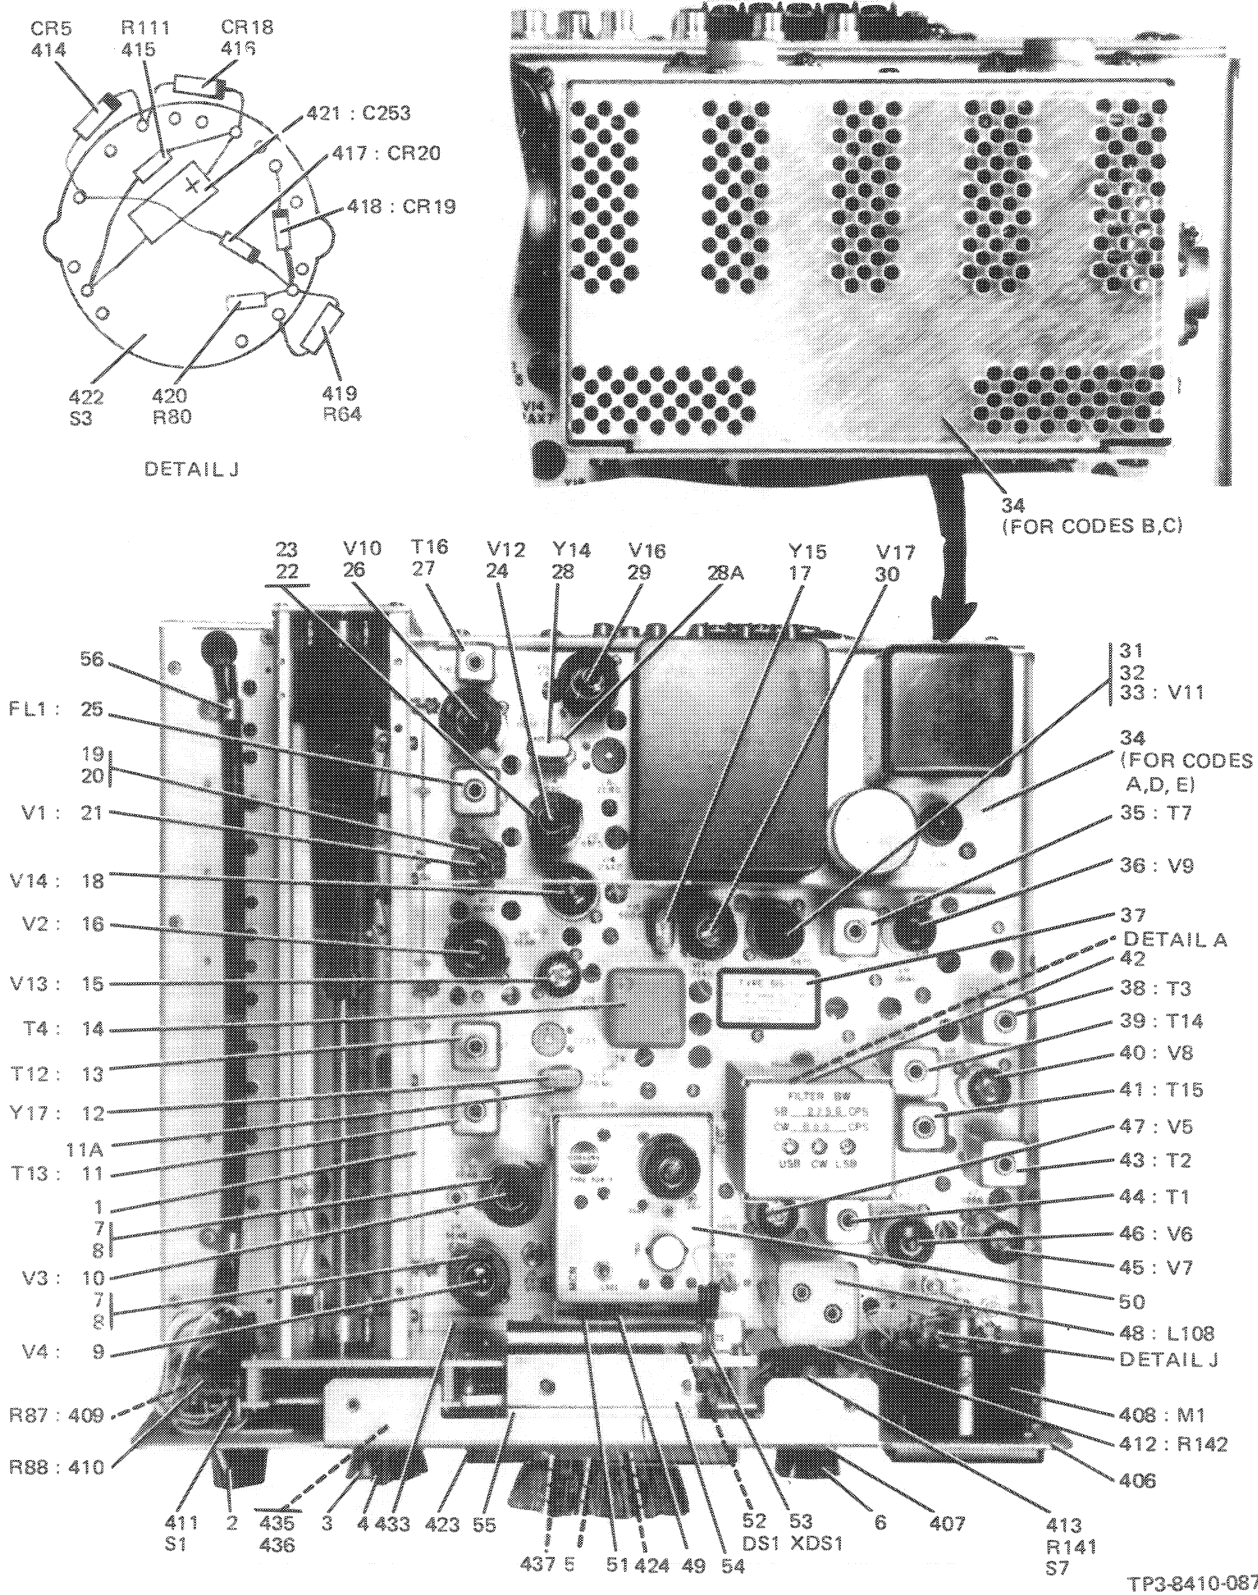 CR5
414
R111
415
CR18
416
421 : C253
417 : CR20
418 : CR19
422
S3
420
R80
419
R64
DETAIL J
V14
34
(FOR CODES B,C)
23
22
V10
26
T16
27
V12
24
Y14
28
V16
29
28A
Y15
17
V17
30
56
FL1 : 25
19
20
V1 : 21
V14 : 18
V2 : 16
V13 : 15
T4 : 14
T12 : 13
Y17 : 12
11A
T13 : 11
1
7
8
V3 : 10
7
8
V4 : 9
R87 : 409
R88 : 410
31
32
33 : V11
34
(FOR CODES
A,D, E)
35 : T7
36 : V9
37
DETAIL A
42
38 : T3
39 : T14
40 : V8
41 : T15
47 : V5
43 : T2
44 : T1
46 : V6
45 : V7
50
48 : L108
DETAIL J
408 : M1
412 : R142
406
FILTER BW
SB CPS
CW CPS
USB CW LSB
411
S1
2
435
436
3
4
433
423
55
437
5
51
424
49
54
52
DS1
53
XDS1
6
407
413
R141
S7
TP3-8410-087